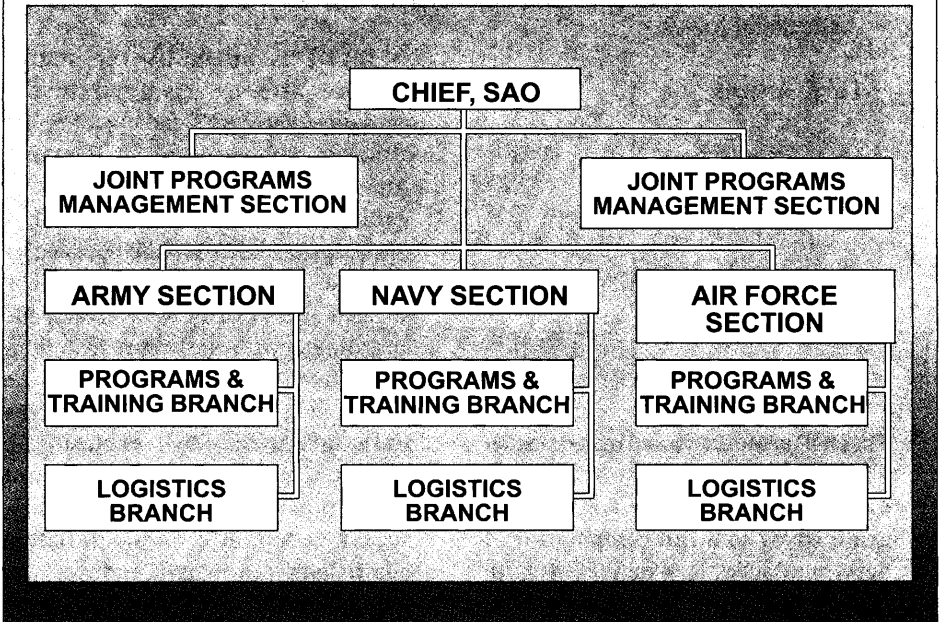 CHIEF, SAO
JOINT PROGRAMS
MANAGEMENT SECTION
JOINT PROGRAMS
MANAGEMENT SECTION
ARMY SECTION
NAVY SECTION
AIR FORCE
SECTION
PROGRAMS &
TRAINING BRANCH
PROGRAMS &
TRAINING BRANCH
PROGRAMS &
TRAINING BRANCH
LOGISTICS
BRANCH
LOGISTICS
BRANCH
LOGISTICS
BRANCH